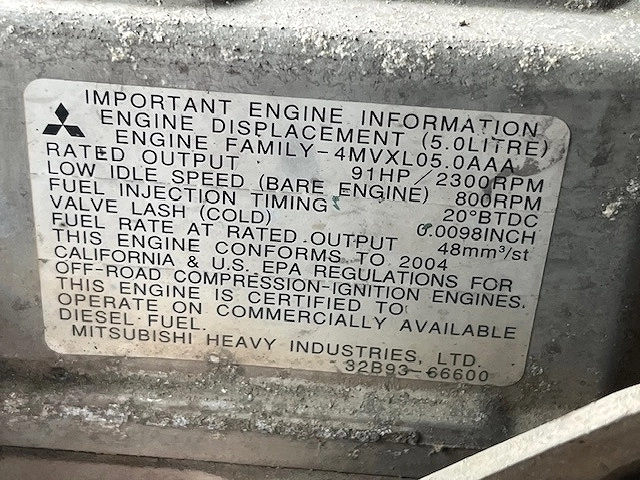 IMPORTANT ENGINE INFORMATION
ENGINE DISPLACEMENT (5.0LITRE)
ENGINE FAMILY-4MVXL05.0AAA
RATED OUTPUT 91HP/2300RPM
LOW IDLE SPEED (BARE ENGINE) 800RPM
FUEL INJECTION TIMING 20°BTDC
VALVE LASH (COLD) 0.0098INCH
FUEL RATE AT RATED OUTPUT 48mm³/st
THIS ENGINE CONFORMS TO 2004
CALIFORNIA & U.S. EPA REGULATIONS FOR
OFF-ROAD COMPRESSION-IGNITION ENGINES.
THIS ENGINE IS CERTIFIED TO
OPERATE ON COMMERCIALLY AVAILABLE
DIESEL FUEL.
MITSUBISHI HEAVY INDUSTRIES, LTD.
32B93-66600